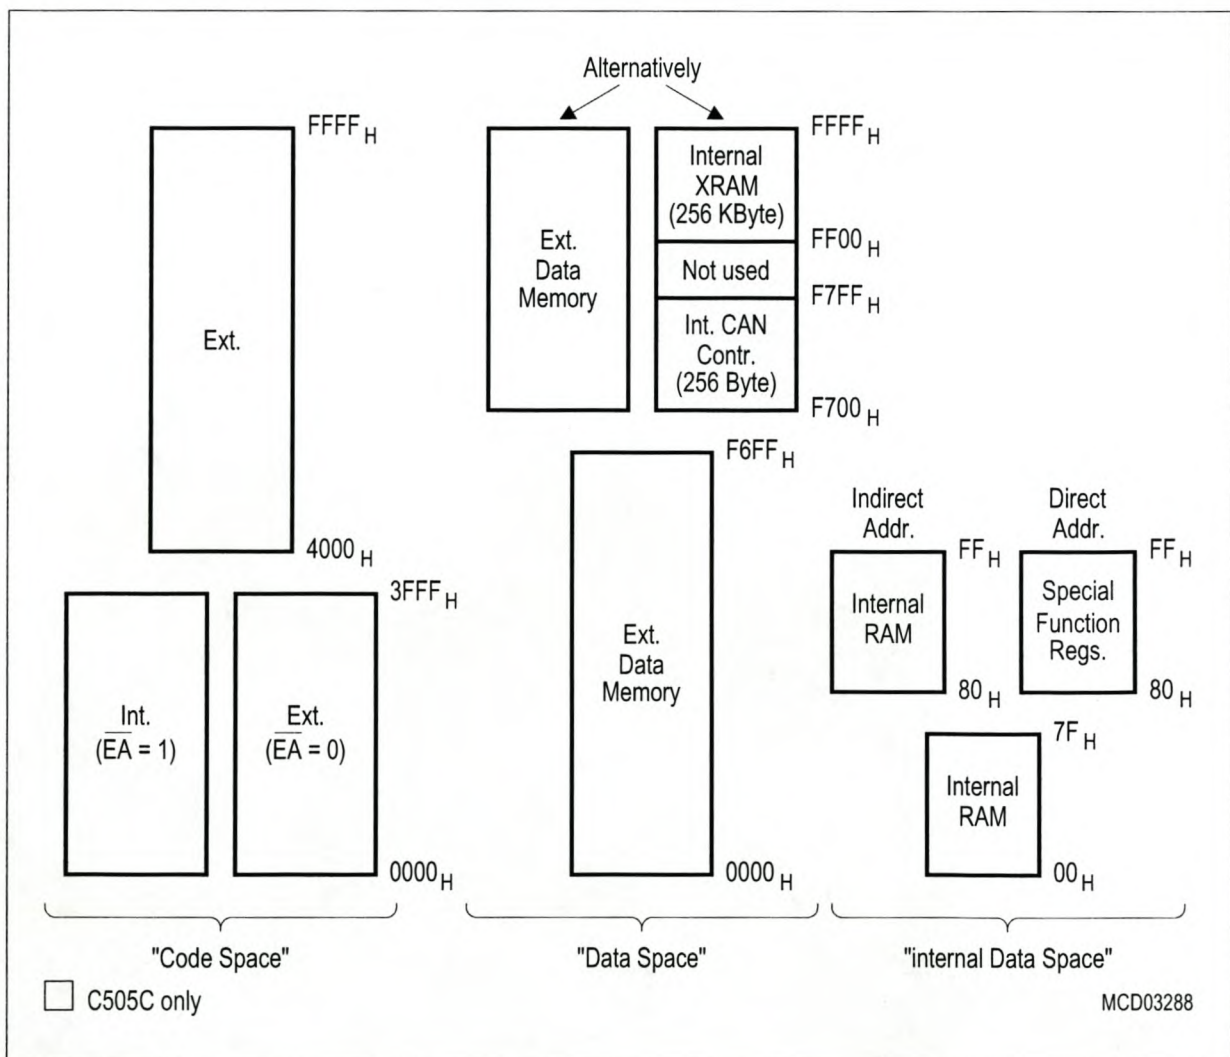 Alternatively
FFFF H
Ext.
4000 H
3FFF H
Int.
(EA = 1)
Ext.
(EA = 0)
0000 H
"Code Space"
Ext.
Data
Memory
Internal
XRAM
(256 KByte)
Not used
Int. CAN
Contr.
(256 Byte)
FFFF H
FF00 H
F7FF H
F700 H
F6FF H
Ext.
Data
Memory
0000 H
"Data Space"
Indirect
Addr.
FF H
Internal
RAM
80 H
Direct
Addr.
FF H
Special
Function
Regs.
80 H
7F H
Internal
RAM
00 H
"internal Data Space"
C505C only
MCD03288